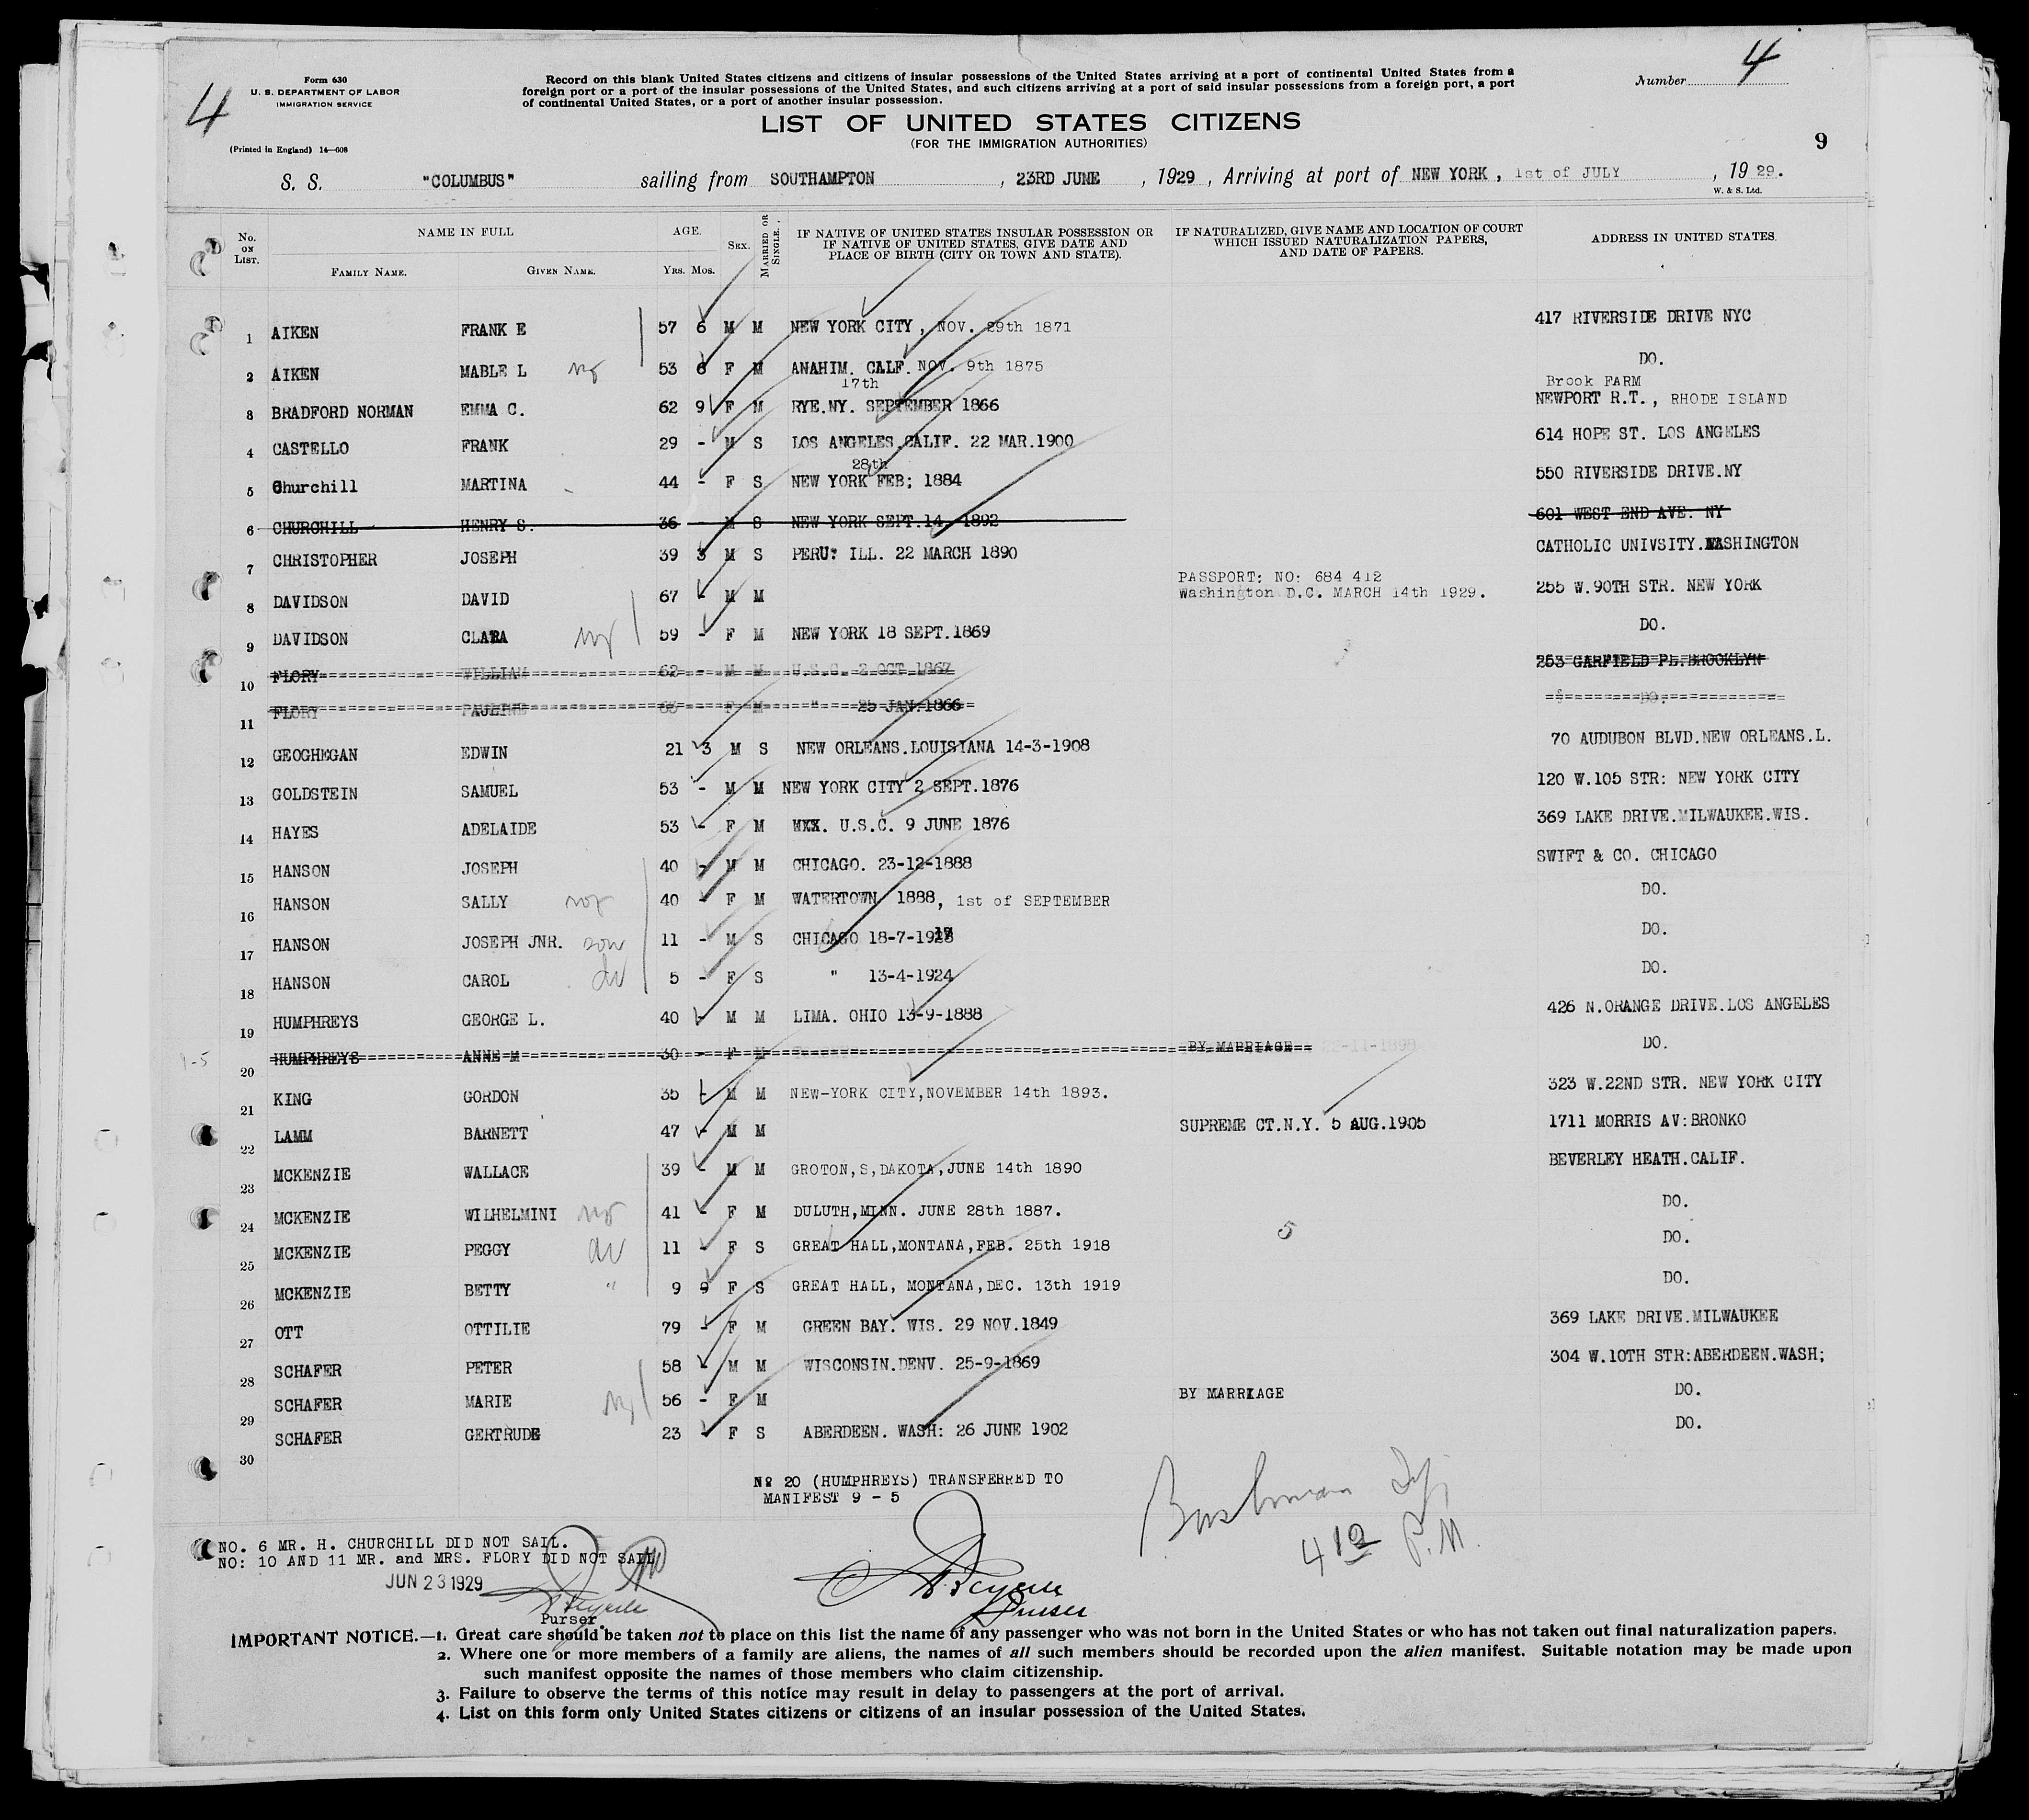 4
Form 630
U. S. DEPARTMENT OF LABOR
IMMIGRATION SERVICE
(Printed in England) 14—608
Record on this blank United States citizens and citizens of insular possessions of the United States arriving at a port of continental United States from a
foreign port or a port of the insular possessions of the United States, and such citizens arriving at a port of said insular possessions from a foreign port, a port
of continental United States, or a port of another insular possession.
Number 4
LIST OF UNITED STATES CITIZENS
(FOR THE IMMIGRATION AUTHORITIES)
9
S. S. "COLUMBUS" sailing from SOUTHAMPTON , 23RD JUNE , 1929 , Arriving at port of NEW YORK , 1st of JULY , 1929.
W. & S. Ltd.
No. on List. NAME IN FULL AGE. Sex. Married or Single. IF NATIVE OF UNITED STATES INSULAR POSSESSION OR IF NATIVE OF UNITED STATES, GIVE DATE AND PLACE OF BIRTH (CITY OR TOWN AND STATE). IF NATURALIZED, GIVE NAME AND LOCATION OF COURT WHICH ISSUED NATURALIZATION PAPERS, AND DATE OF PAPERS. ADDRESS IN UNITED STATES.
Family Name. Given Name. Yrs. Mos.
1 AIKEN FRANK E 57 6 M M NEW YORK CITY, NOV. 29th 1871 417 RIVERSIDE DRIVE NYC
2 AIKEN MABLE L 53 6 F M ANAHIM. CALF. NOV. 9th 1875 DO.
17th Brook FARM
3 BRADFORD NORMAN EMMA C. 62 9 F M RYE.NY. SEPTEMBER 1866 NEWPORT R.T., RHODE ISLAND
4 CASTELLO FRANK 29 - M S LOS ANGELES.CALIF. 22 MAR.1900 614 HOPE ST. LOS ANGELES
28th
5 Churchill MARTINA 44 - F S NEW YORK FEB; 1884 550 RIVERSIDE DRIVE.NY
6 CHURCHILL HENRY S. 36 - M S NEW YORK SEPT.14 1892 601 WEST END AVE. NY
7 CHRISTOPHER JOSEPH 39 3 M S PERU: ILL. 22 MARCH 1890 CATHOLIC UNIVSITY.WASHINGTON
PASSPORT: NO: 684 412
8 DAVIDSON DAVID 67 - M M Washington D.C. MARCH 14th 1929. 255 W.90TH STR. NEW YORK
9 DAVIDSON CLARA 59 - F M NEW YORK 18 SEPT.1869 DO.
10 FLORY WILLIAM 62 - M M U.S.C. 2 OCT 1867 253 GARFIELD PL.BROOKLYN
11 FLORY PAULINE 63 F M " 25 JAN.1866 DO.
12 GEOGHEGAN EDWIN 21 3 M S NEW ORLEANS.LOUISIANA 14-3-1908 70 AUDUBON BLVD.NEW ORLEANS.L.
13 GOLDSTEIN SAMUEL 53 - M M NEW YORK CITY 2 SEPT.1876 120 W.105 STR: NEW YORK CITY
14 HAYES ADELAIDE 53 - F M WXX. U.S.C. 9 JUNE 1876 369 LAKE DRIVE.MILWAUKEE.WIS.
15 HANSON JOSEPH 40 - M M CHICAGO. 23-12-1888 SWIFT & CO. CHICAGO
16 HANSON SALLY 40 - F M WATERTOWN 1888, 1st of SEPTEMBER DO.
17 HANSON JOSEPH JNR. son 11 - M S CHICAGO 18-7-1917 DO.
18 HANSON CAROL 5 - F S " 13-4-1924 DO.
19 HUMPHREYS GEORGE L. 40 - M M LIMA. OHIO 13-9-1888 426 N.ORANGE DRIVE.LOS ANGELES
20 HUMPHREYS ANNE M 30 - F M BY MARRIAGE 22-11-1898 DO.
21 KING GORDON 35 - M M NEW-YORK CITY,NOVEMBER 14th 1893. 323 W.22ND STR. NEW YORK CITY
22 LAMM BARNETT 47 - M M SUPREME CT.N.Y. 5 AUG.1905 1711 MORRIS AV:BRONKO
23 MCKENZIE WALLACE 39 - M M GROTON,S,DAKOTA,JUNE 14th 1890 BEVERLEY HEATH.CALIF.
24 MCKENZIE WILHELMINI 41 - F M DULUTH,MINN. JUNE 28th 1887. 5 DO.
25 MCKENZIE PEGGY 11 - F S GREAT HALL,MONTANA,FEB. 25th 1918 DO.
26 MCKENZIE BETTY " 9 9 F S GREAT HALL, MONTANA,DEC. 13th 1919 DO.
27 OTT OTTILIE 79 - F M GREEN BAY. WIS. 29 NOV.1849 369 LAKE DRIVE.MILWAUKEE
28 SCHAFER PETER 58 - M M WISCONSIN.DENV. 25-9-1869 304 W.10TH STR:ABERDEEN.WASH;
29 SCHAFER MARIE 56 - F M BY MARRIAGE DO.
30 SCHAFER GERTRUDE 23 - F S ABERDEEN. WASH: 26 JUNE 1902 DO.
No 20 (HUMPHREYS) TRANSFERRED TO
MANIFEST 9 - 5
4 12 P.M.
NO. 6 MR. H. CHURCHILL DID NOT SAIL.
NO: 10 AND 11 MR. and MRS. FLORY DID NOT SAIL
JUN 23 1929
Purser.
Purser
IMPORTANT NOTICE.—1. Great care should be taken not to place on this list the name of any passenger who was not born in the United States or who has not taken out final naturalization papers.
2. Where one or more members of a family are aliens, the names of all such members should be recorded upon the alien manifest. Suitable notation may be made upon
such manifest opposite the names of those members who claim citizenship.
3. Failure to observe the terms of this notice may result in delay to passengers at the port of arrival.
4. List on this form only United States citizens or citizens of an insular possession of the United States.